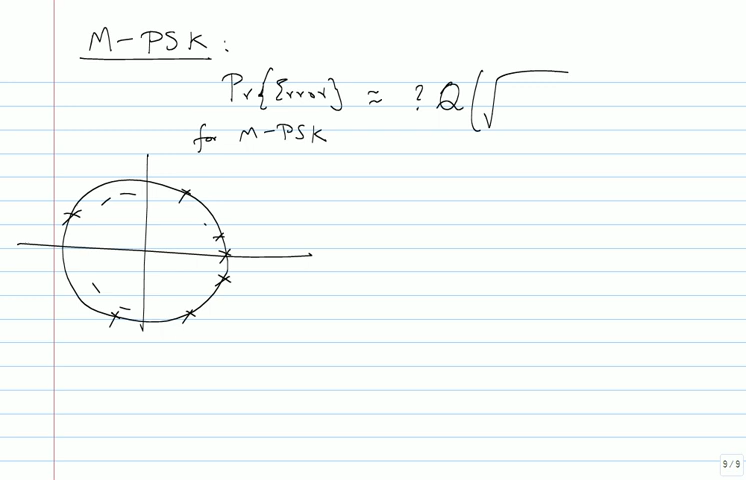 M-PSK :
Pr{Error} ≈ ? Q(√
for M-PSK
9/9